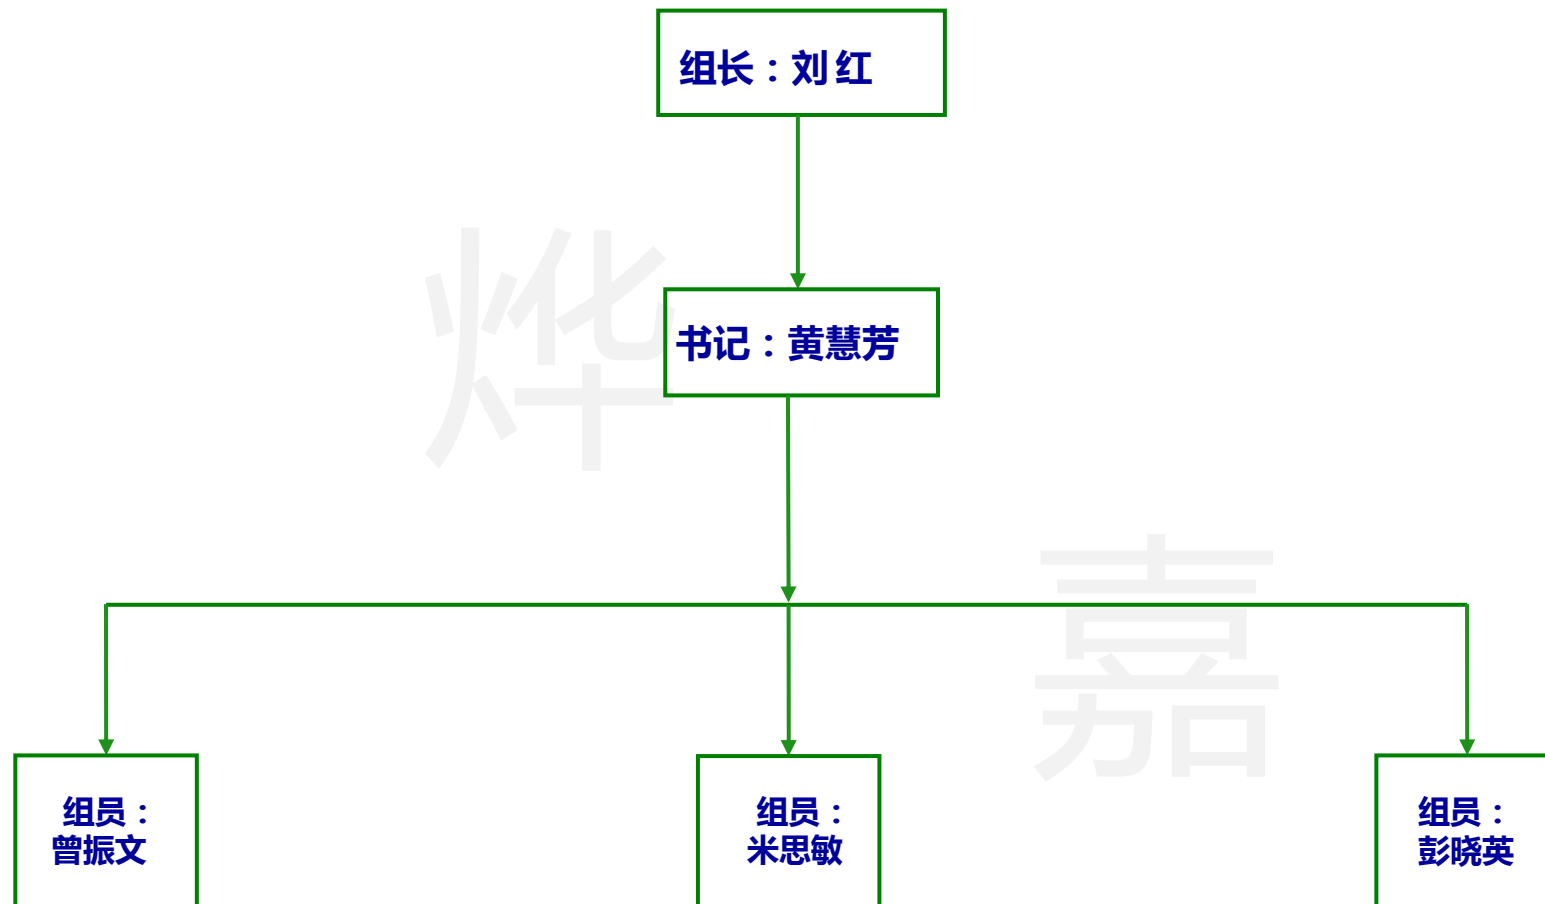 组长：刘 红
烨
书记：黄慧芳
嘉
组员：
曾振文
组员：
米思敏
组员：
彭晓英